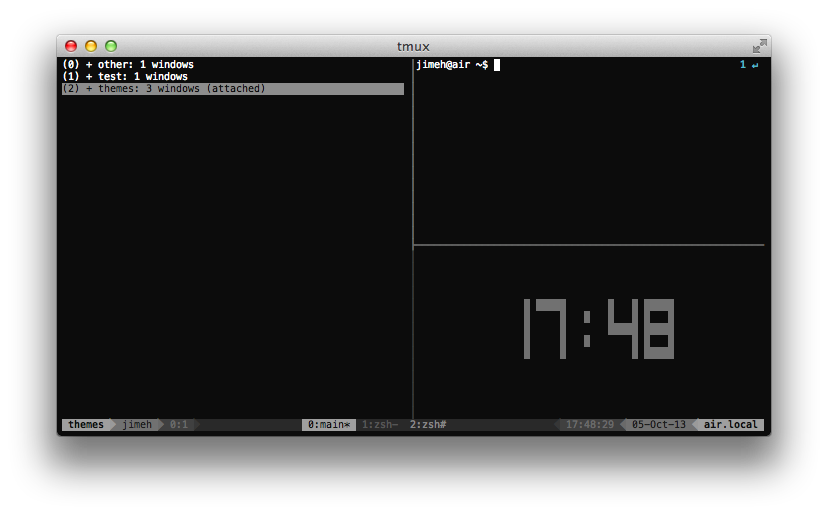 tmux
(0) + other: 1 windows
(1) + test: 1 windows
(2) + themes: 3 windows (attached)
jimeh@air ~$ 1 ↵
17:48
themes jimeh 0:1 0:main* 1:zsh- 2:zsh# 17:48:29 05-Oct-13 air.local